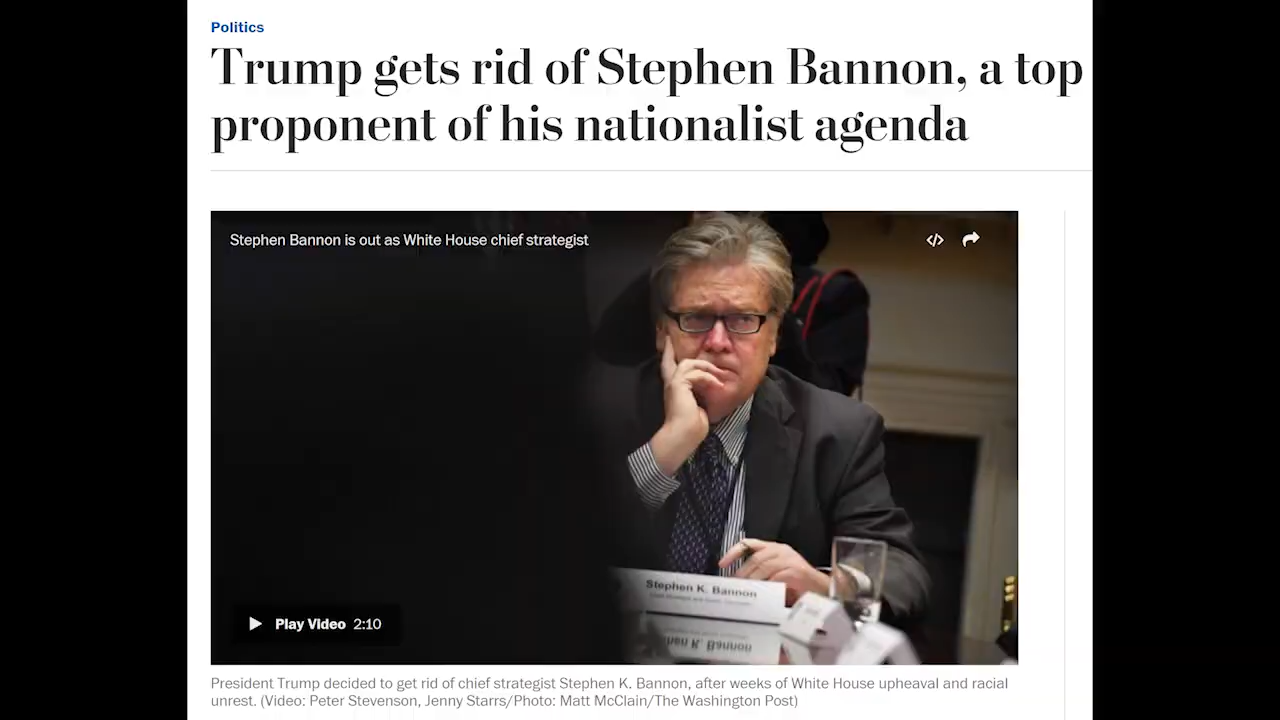 Politics
Trump gets rid of Stephen Bannon, a top
proponent of his nationalist agenda
Stephen Bannon is out as White House chief strategist
Stephen K. Bannon
Play Video 2:10
President Trump decided to get rid of chief strategist Stephen K. Bannon, after weeks of White House upheaval and racial
unrest. (Video: Peter Stevenson, Jenny Starrs/Photo: Matt McClain/The Washington Post)